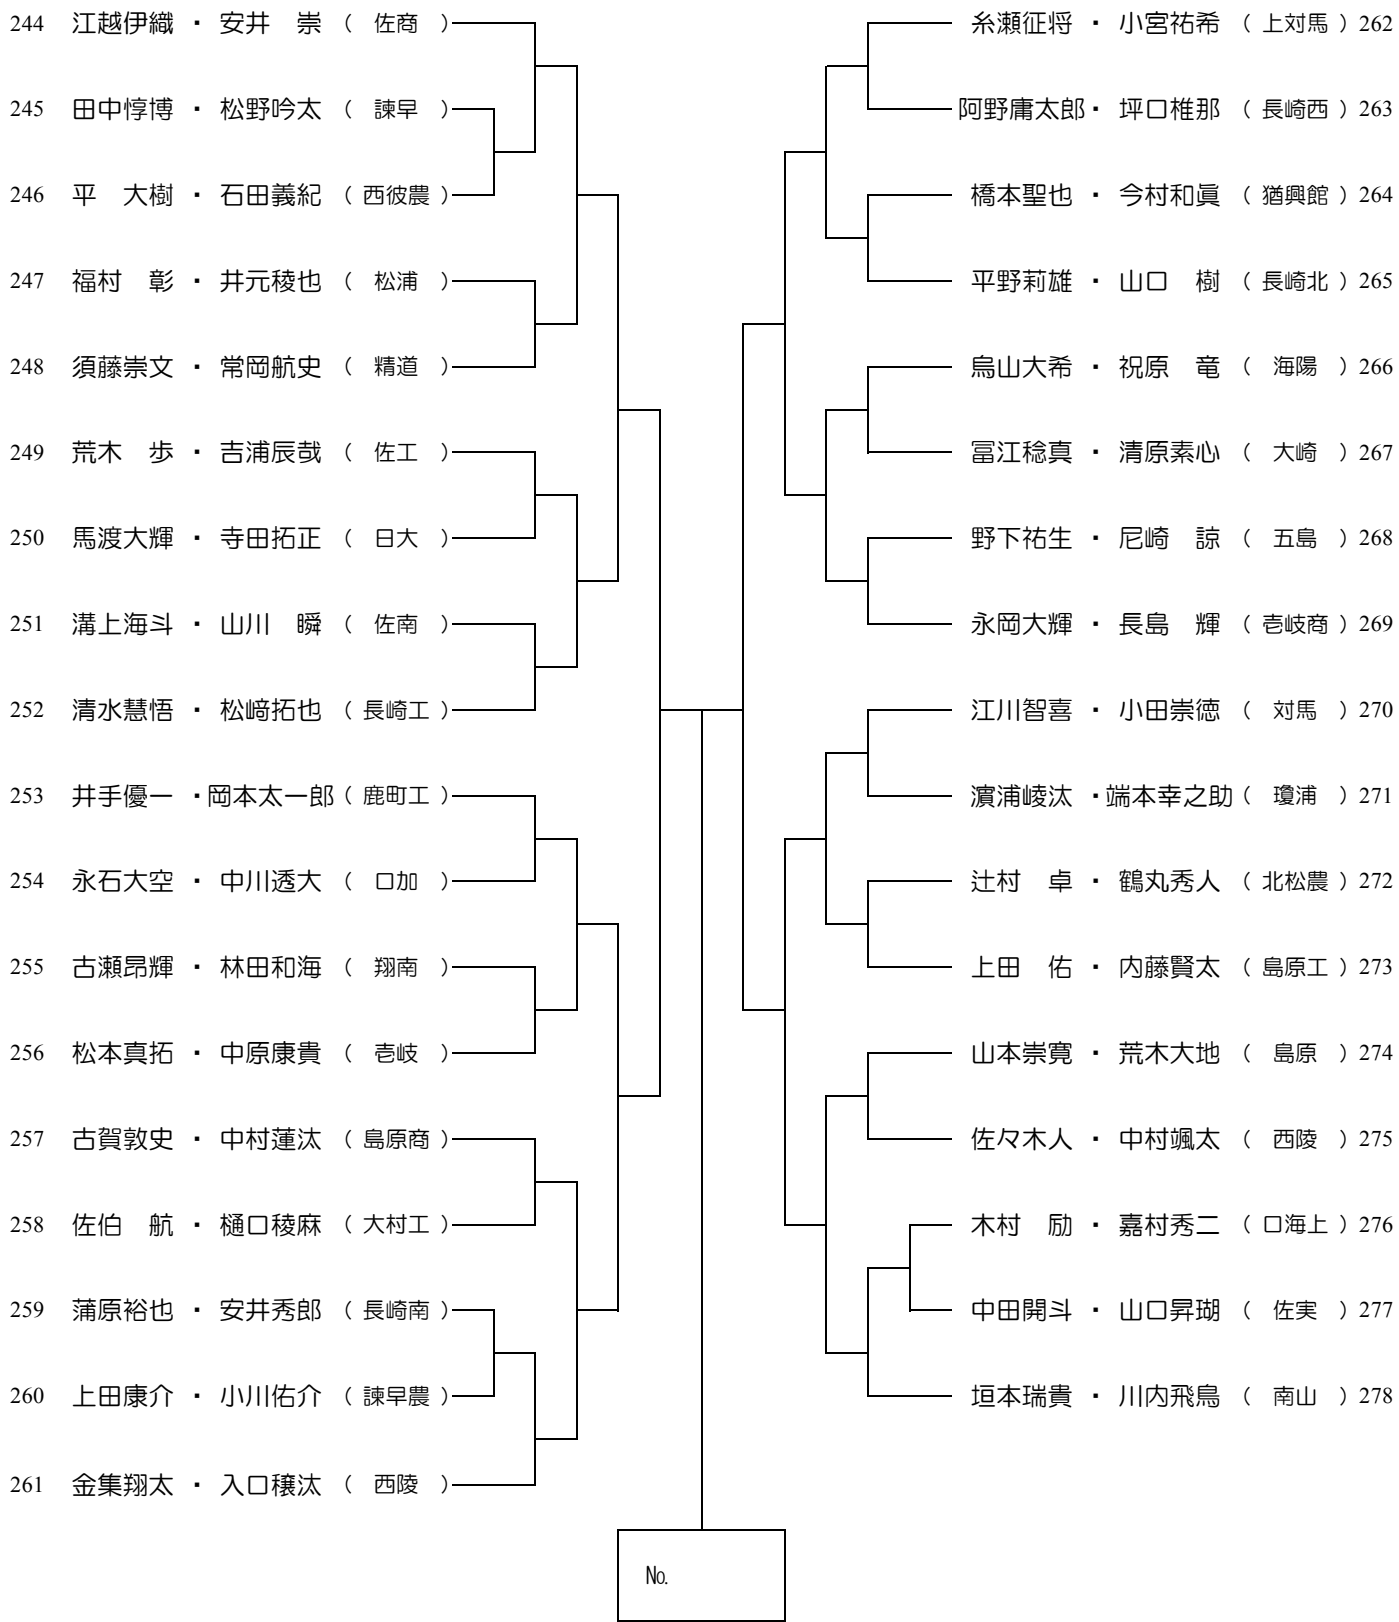 244 江越伊織 ・ 安井　崇 （ 佐商 ）
245 田中惇博 ・ 松野吟太 （ 諫早 ）
246 平　大樹 ・ 石田義紀 （ 西彼農 ）
247 福村　彰 ・ 井元稜也 （ 松浦 ）
248 須藤崇文 ・ 常岡航史 （ 精道 ）
249 荒木　歩 ・ 吉浦辰哉 （ 佐工 ）
250 馬渡大輝 ・ 寺田拓正 （ 日大 ）
251 溝上海斗 ・ 山川　瞬 （ 佐南 ）
252 清水慧悟 ・ 松﨑拓也 （ 長崎工 ）
253 井手優一 ・岡本太一郎（ 鹿町工 ）
254 永石大空 ・ 中川透大 （ 口加 ）
255 古瀬昂輝 ・ 林田和海 （ 翔南 ）
256 松本真拓 ・ 中原康貴 （ 壱岐 ）
257 古賀敦史 ・ 中村蓮汰 （ 島原商 ）
258 佐伯　航 ・ 樋口稜麻 （ 大村工 ）
259 蒲原裕也 ・ 安井秀郎 （ 長崎南 ）
260 上田康介 ・ 小川佑介 （ 諫早農 ）
261 金集翔太 ・ 入口穣汰 （ 西陵 ）
糸瀬征将 ・ 小宮祐希 （ 上対馬 ）262
阿野庸太郎・ 坪口椎那 （ 長崎西 ）263
橋本聖也 ・ 今村和眞 （ 猶興館 ）264
平野莉雄 ・ 山口　樹 （ 長崎北 ）265
烏山大希 ・ 祝原　竜 （ 海陽 ）266
冨江稔真 ・ 清原素心 （ 大崎 ）267
野下祐生 ・ 尼崎　諒 （ 五島 ）268
永岡大輝 ・ 長島　輝 （ 壱岐商 ）269
江川智喜 ・ 小田崇徳 （ 対馬 ）270
濵浦崚汰 ・端本幸之助（ 瓊浦 ）271
辻村　卓 ・ 鶴丸秀人 （ 北松農 ）272
上田　佑 ・ 内藤賢太 （ 島原工 ）273
山本崇寛 ・ 荒木大地 （ 島原 ）274
佐々木人 ・ 中村颯太 （ 西陵 ）275
木村　励 ・ 嘉村秀二 （ 口海上 ）276
中田開斗 ・ 山口昇瑚 （ 佐実 ）277
垣本瑞貴 ・ 川内飛鳥 （ 南山 ）278
No.